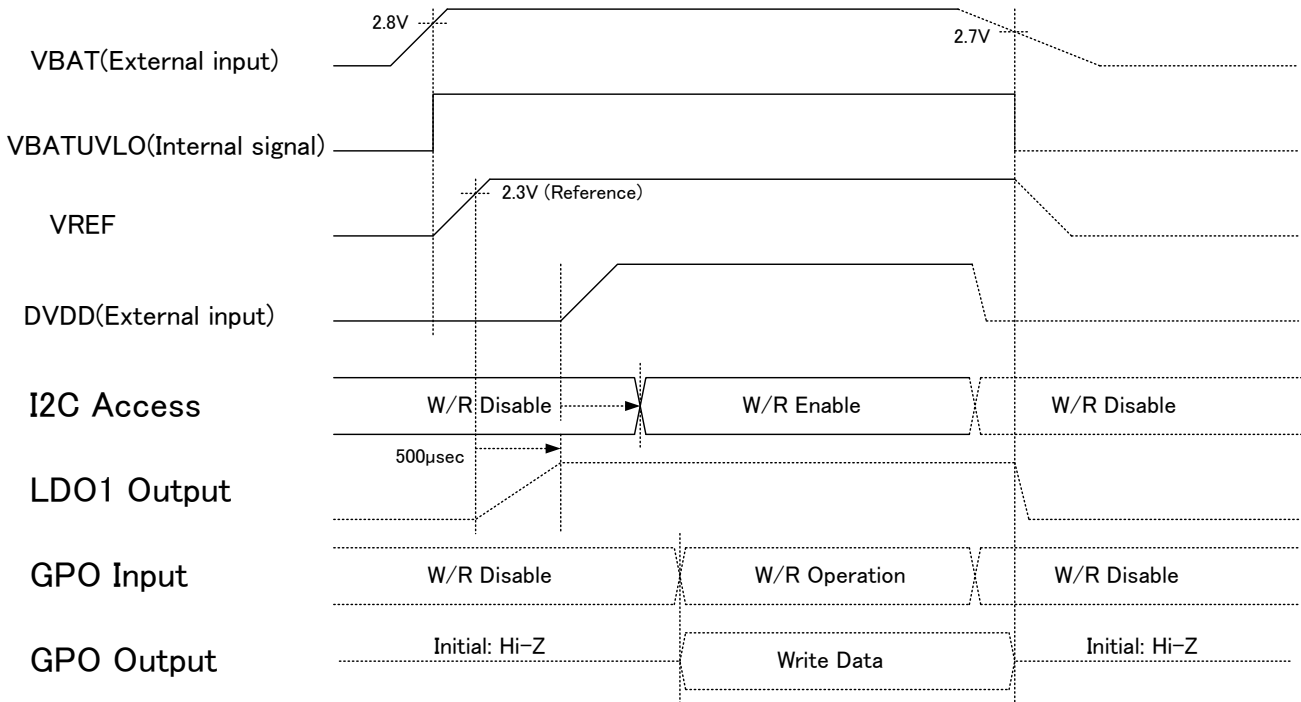 2.8V
2.7V
VBAT(External input)
VBATUVLO(Internal signal)
2.3V (Reference)
VREF
DVDD(External input)
I2C Access
W/R Disable
W/R Enable
W/R Disable
500μsec
LDO1 Output
GPO Input
W/R Disable
W/R Operation
W/R Disable
GPO Output
Initial: Hi-Z
Write Data
Initial: Hi-Z